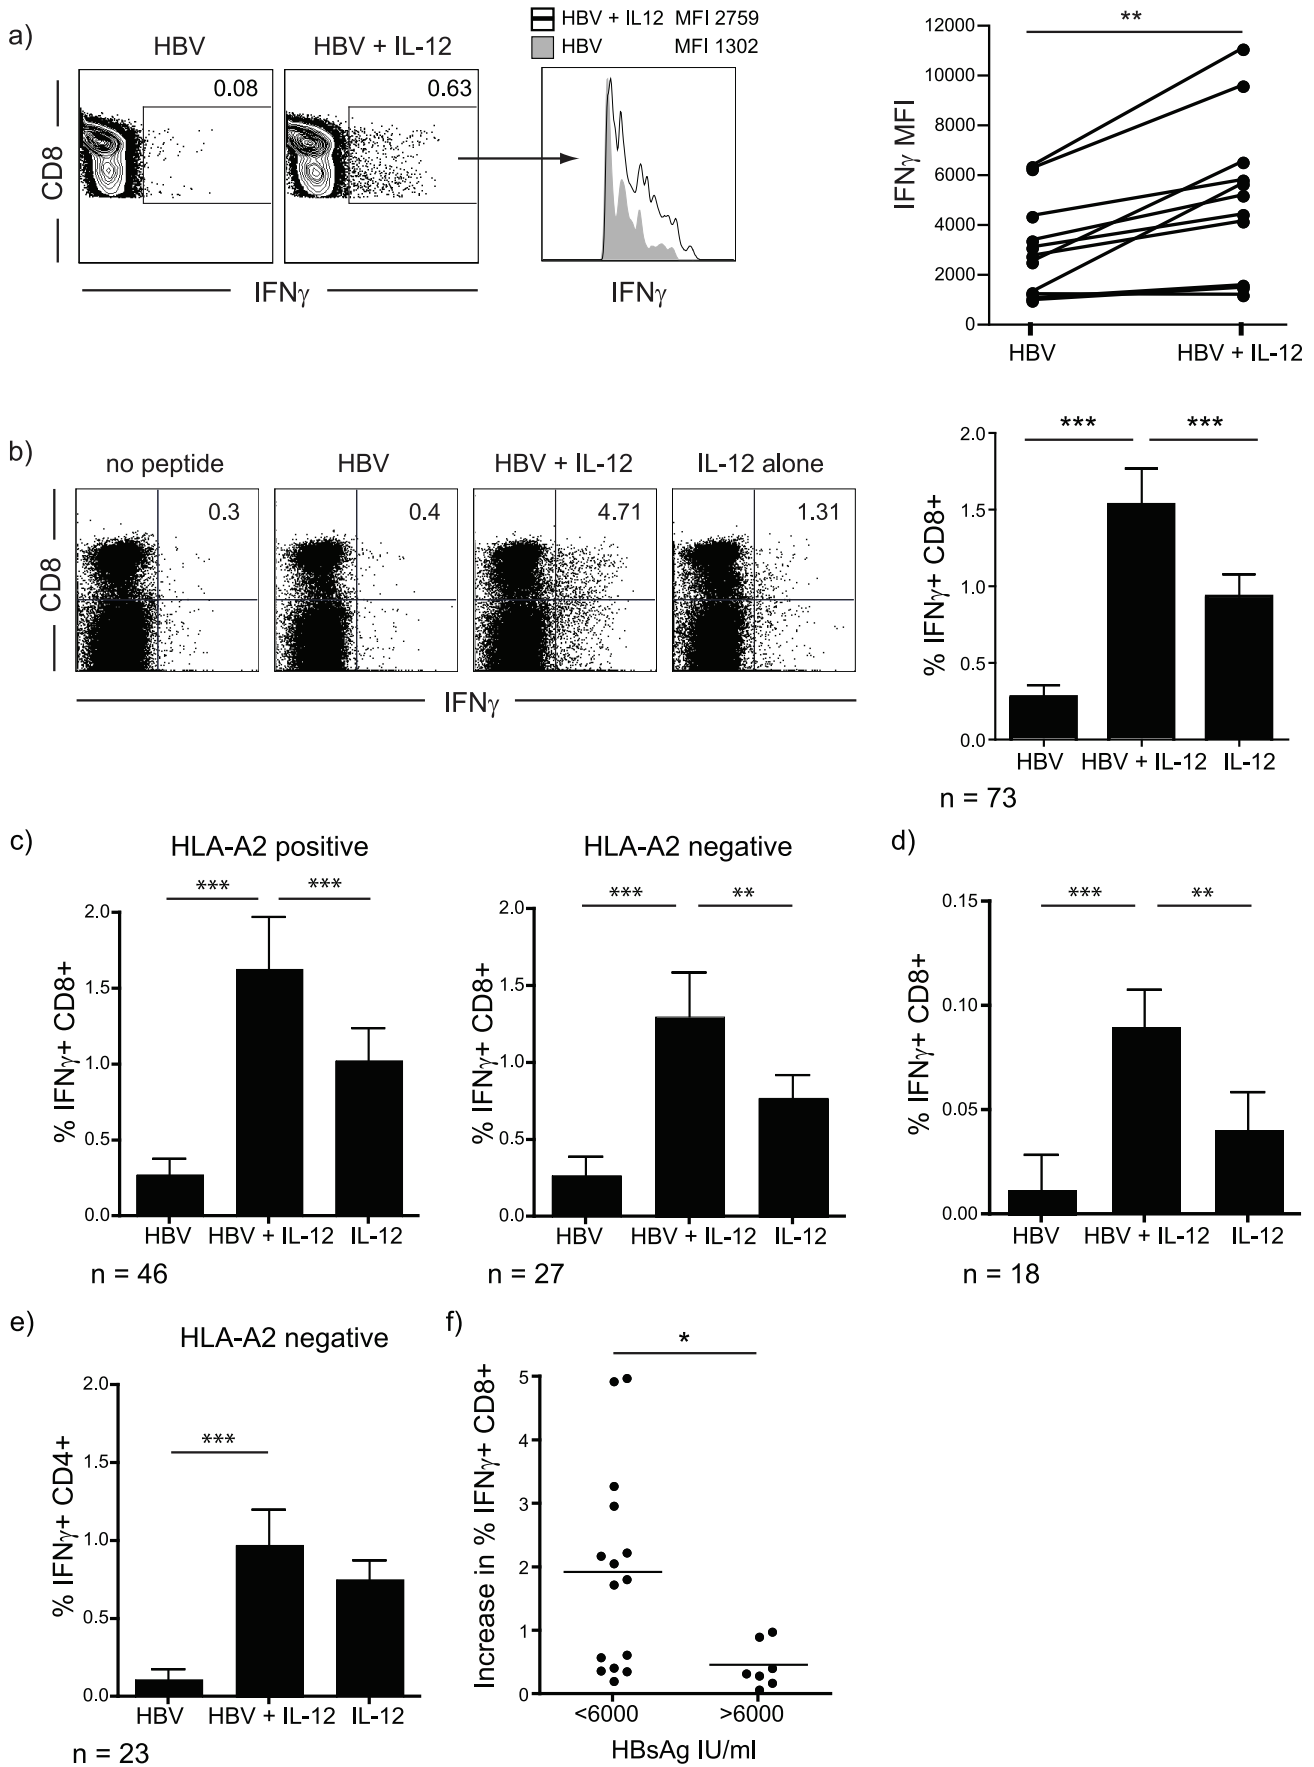 a)
HBV
HBV + IL-12
HBV + IL12 MFI 2759
HBV MFI 1302
0.08
0.63
CD8
IFNγ
IFNγ
**
IFNγ MFI
12000
10000
8000
6000
4000
2000
0
HBV
HBV + IL-12
b)
no peptide
HBV
HBV + IL-12
IL-12 alone
0.3
0.4
4.71
1.31
CD8
IFNγ
***
***
% IFNγ+ CD8+
2.0
1.5
1.0
0.5
0.0
HBV
HBV + IL-12
IL-12
n = 73
c)
HLA-A2 positive
***
***
% IFNγ+ CD8+
2.0
1.5
1.0
0.5
0.0
HBV
HBV + IL-12
IL-12
n = 46
HLA-A2 negative
***
**
% IFNγ+ CD8+
2.0
1.5
1.0
0.5
0.0
HBV
HBV + IL-12
IL-12
n = 27
d)
***
**
% IFNγ+ CD8+
0.15
0.10
0.05
0.00
HBV
HBV + IL-12
IL-12
n = 18
e)
HLA-A2 negative
***
% IFNγ+ CD4+
2.0
1.5
1.0
0.5
0.0
HBV
HBV + IL-12
IL-12
n = 23
f)
*
Increase in % IFNγ+ CD8+
5
4
3
2
1
0
<6000
>6000
HBsAg IU/ml